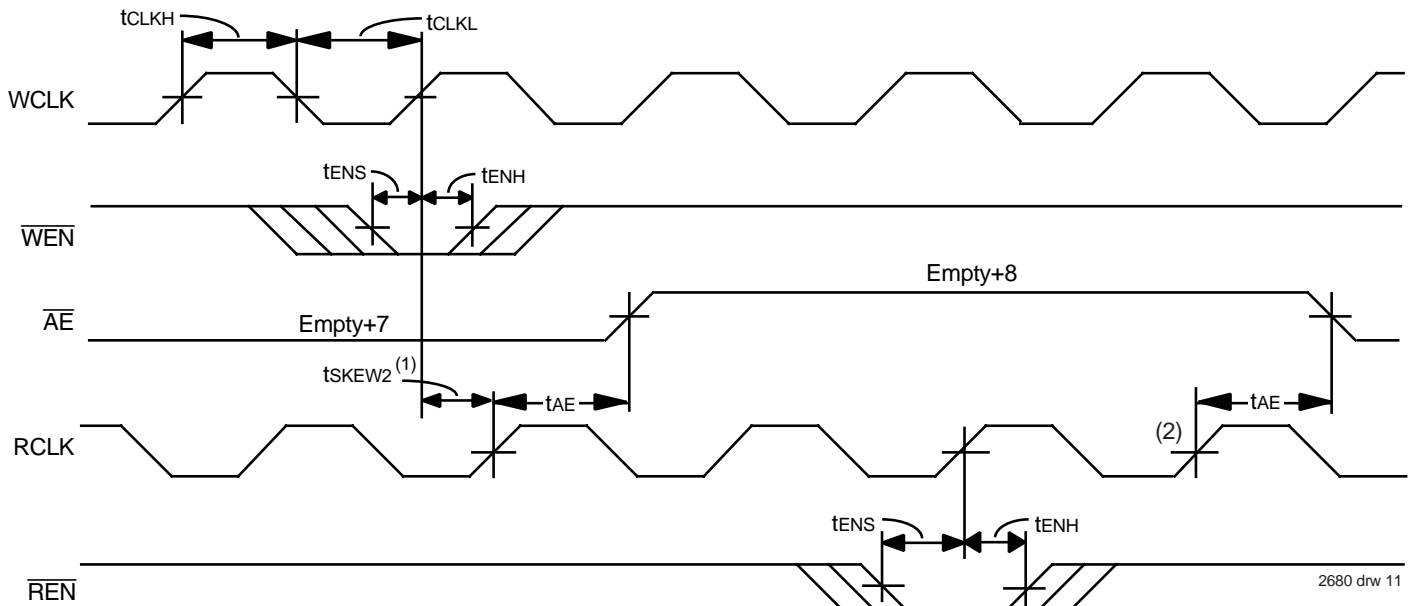 tCLKH
tCLKL
WCLK
tENS
tENH
WEN
Empty+8
AE
Empty+7
tSKEW2 (1)
tAE
tAE
(2)
RCLK
tENS
tENH
REN
2680 drw 11